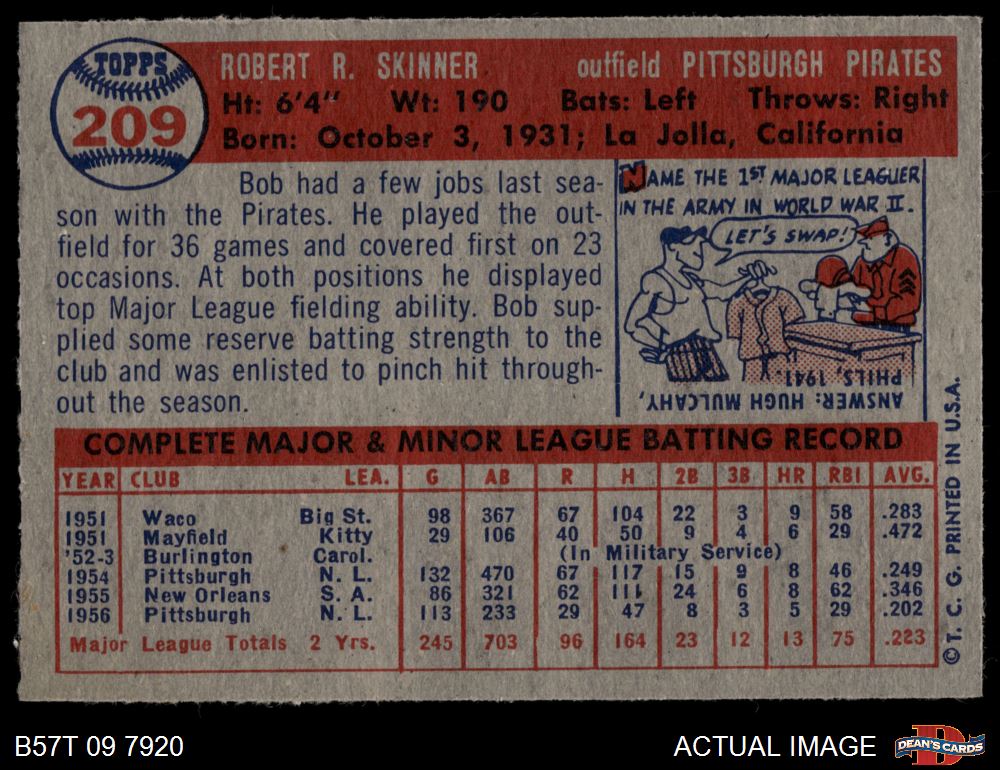 TOPPS
209
ROBERT R. SKINNER outfield PITTSBURGH PIRATES
Ht: 6'4" Wt: 190 Bats: Left Throws: Right
Born: October 3, 1931; La Jolla, California
Bob had a few jobs last sea-
son with the Pirates. He played the out-
field for 36 games and covered first on 23
occasions. At both positions he displayed
top Major League fielding ability. Bob sup-
plied some reserve batting strength to the
club and was enlisted to pinch hit through-
out the season.
NAME THE 1ST MAJOR LEAGUER
IN THE ARMY IN WORLD WAR II.
LET'S SWAP!
ANSWER: HUGH MULCAHY,
PHILS, 1941.
COMPLETE MAJOR & MINOR LEAGUE BATTING RECORD
YEAR CLUB LEA. G AB R H 2B 3B HR RBI AVG.
1951 Waco Big St. 98 367 67 104 22 3 9 58 .283
1951 Mayfield Kitty 29 106 40 50 9 4 6 29 .472
'52-3 Burlington Carol. (In Military Service)
1954 Pittsburgh N. L. 132 470 67 117 15 9 8 46 .249
1955 New Orleans S. A. 86 321 62 111 24 6 8 62 .346
1956 Pittsburgh N. L. 113 233 29 47 8 3 5 29 .202
Major League Totals 2 Yrs. 245 703 96 164 23 12 13 75 .223
© T. C. G. PRINTED IN U.S.A.
B57T 09 7920
ACTUAL IMAGE
DEAN'S CARDS